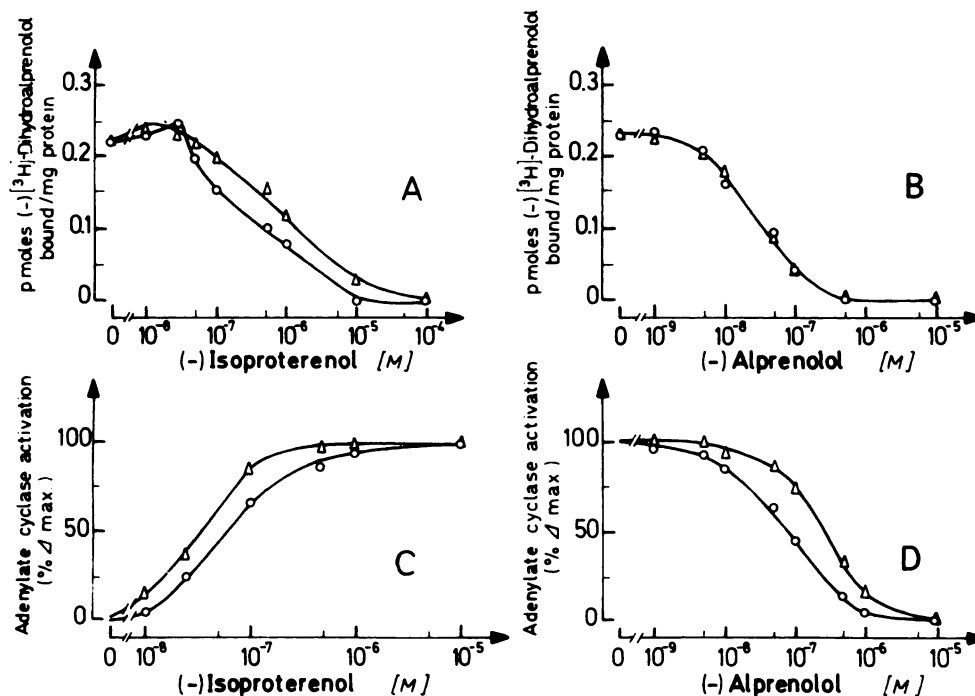 pmoles (-) [³H]-Dihydroalprenolol
bound/mg protein
0.3
0.2
0.1
0
A
0 10⁻⁸ 10⁻⁷ 10⁻⁶ 10⁻⁵ 10⁻⁴
(-) Isoproterenol [M]
pmoles (-) [³H]-Dihydroalprenolol
bound/mg protein
0.3
0.2
0.1
0
B
0 10⁻⁹ 10⁻⁸ 10⁻⁷ 10⁻⁶ 10⁻⁵
(-) Alprenolol [M]
Adenylate cyclase activation
(% Δ max.)
100
50
0
C
0 10⁻⁸ 10⁻⁷ 10⁻⁶ 10⁻⁵
(-) Isoproterenol [M]
Adenylate cyclase activation
(% Δ max)
100
50
0
D
0 10⁻⁹ 10⁻⁸ 10⁻⁷ 10⁻⁶ 10⁻⁵
(-) Alprenolol [M]